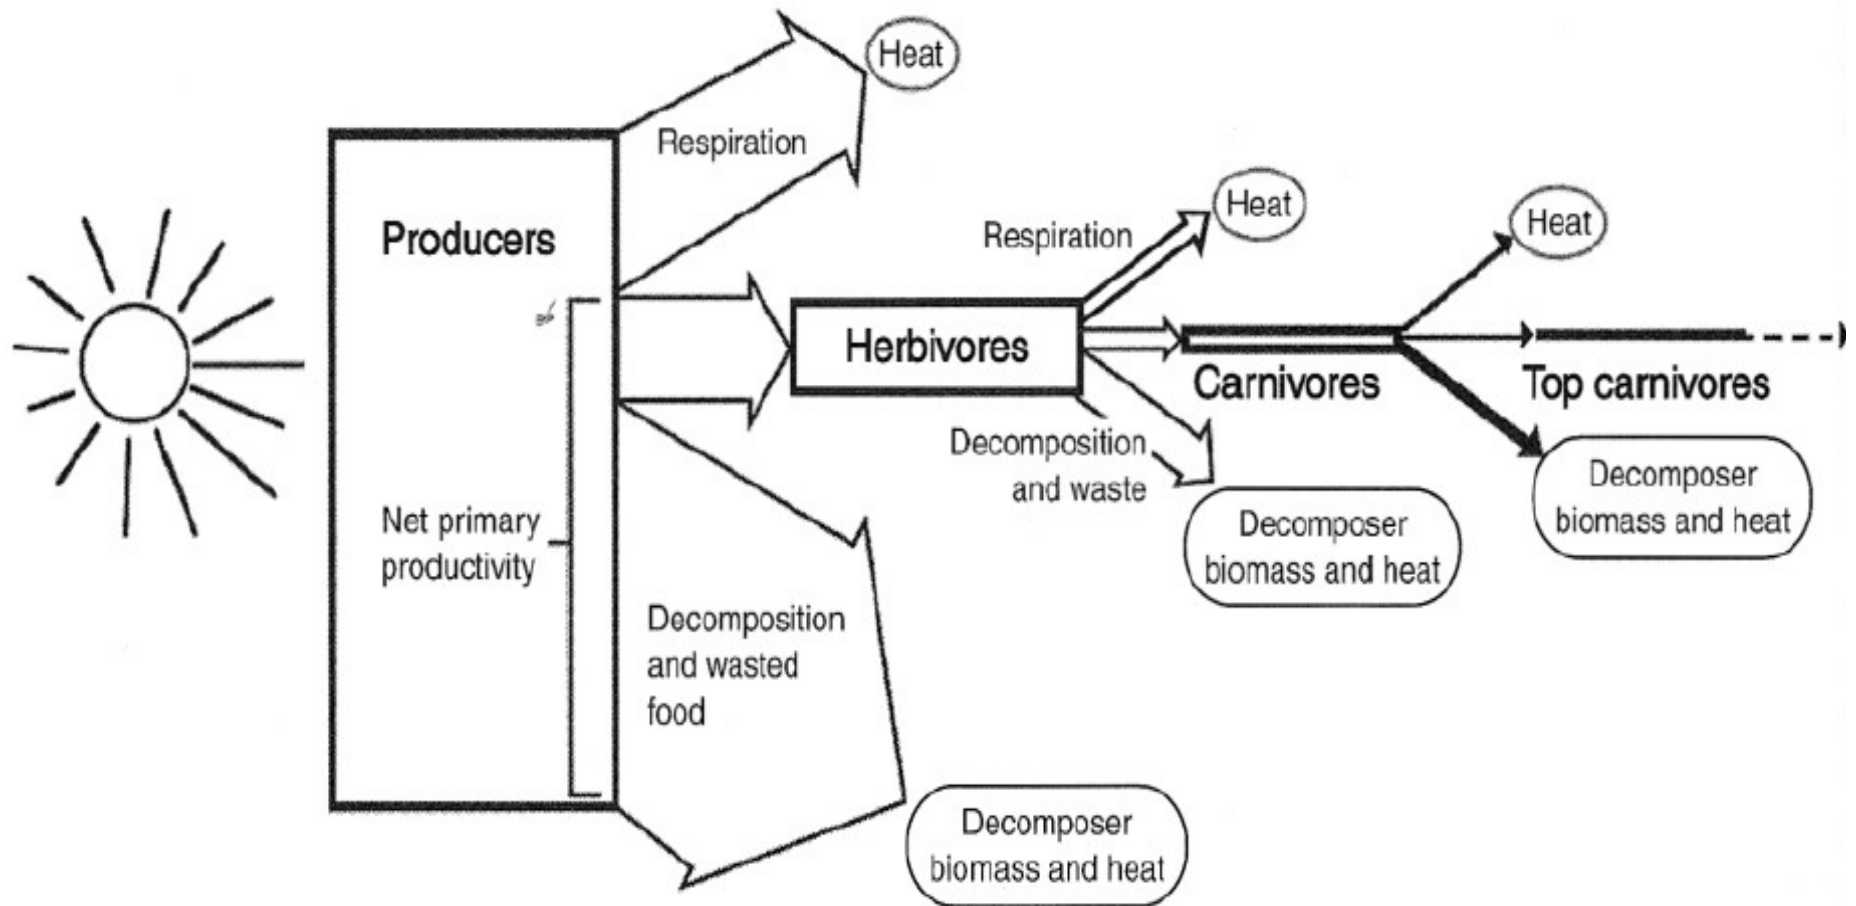 Heat
Respiration
Producers
Net primary
productivity
Decomposition
and wasted
food
Decomposer
biomass and heat
Herbivores
Respiration
Heat
Decomposition
and waste
Decomposer
biomass and heat
Carnivores
Heat
Top carnivores
Decomposer
biomass and heat